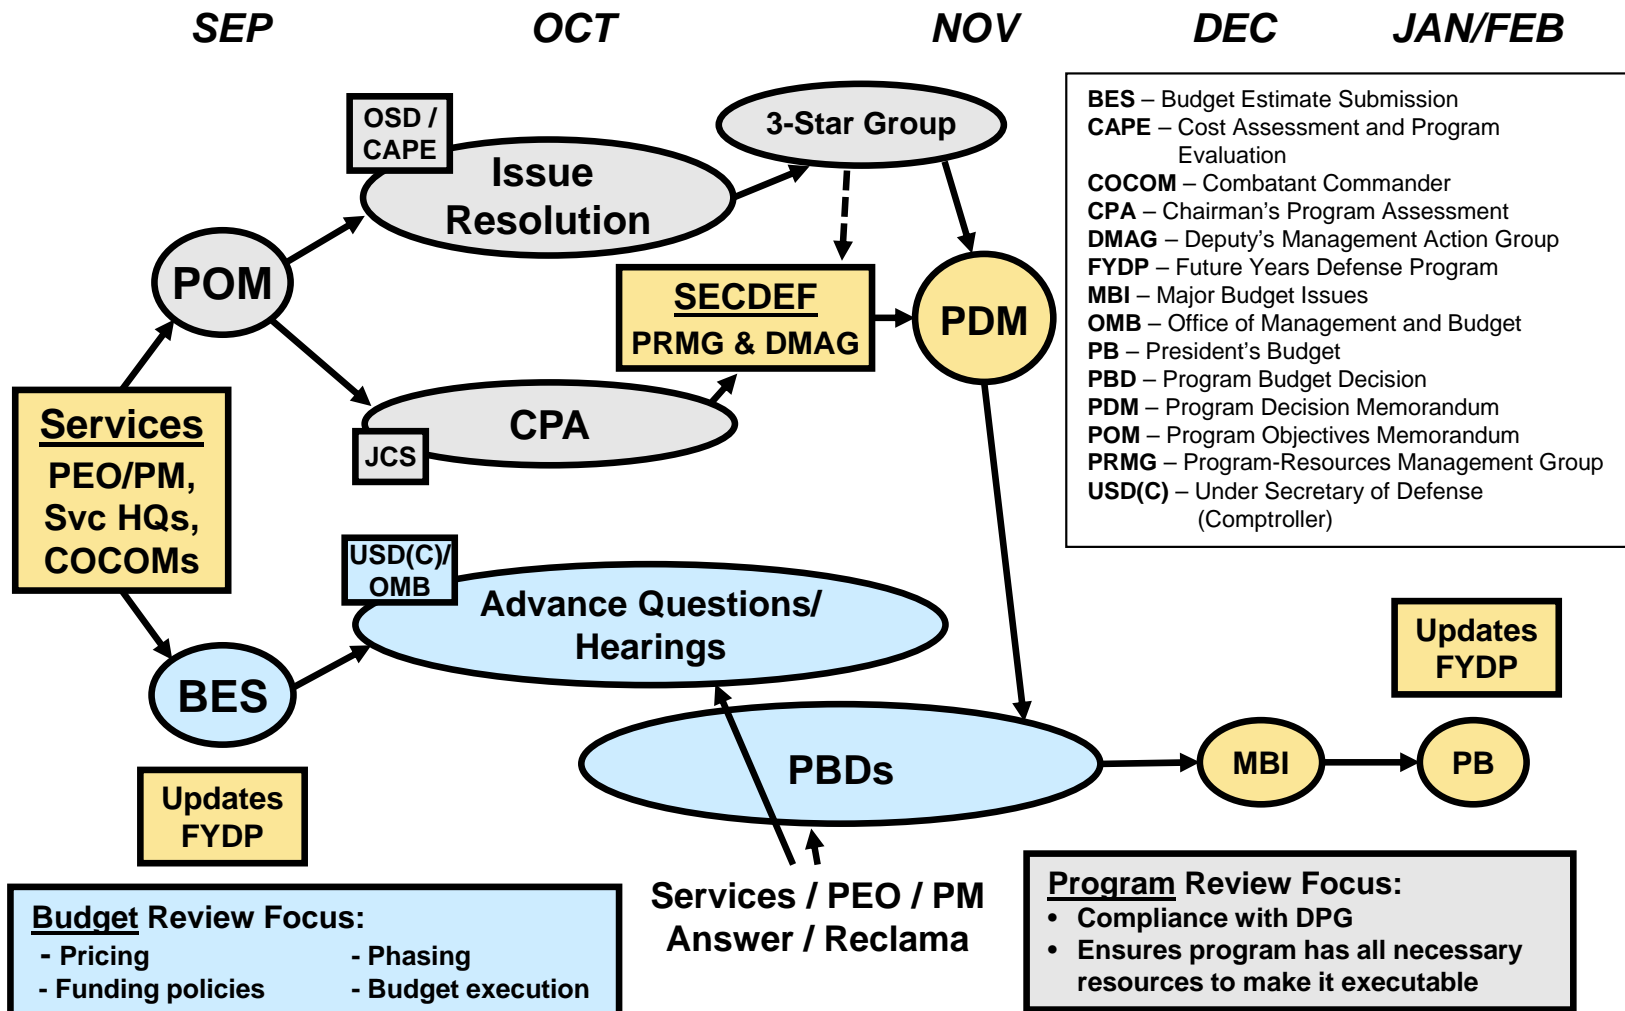 SEP OCT NOV DEC JAN/FEB
OSD /
CAPE
Issue
Resolution
3-Star Group
POM
SECDEF
PRMG & DMAG
PDM
CPA
JCS
Services
PEO/PM,
Svc HQs,
COCOMs
USD(C)/
OMB
Advance Questions/
Hearings
BES
PBDs
MBI
PB
Updates
FYDP
Updates
FYDP
BES – Budget Estimate Submission
CAPE – Cost Assessment and Program
Evaluation
COCOM – Combatant Commander
CPA – Chairman's Program Assessment
DMAG – Deputy's Management Action Group
FYDP – Future Years Defense Program
MBI – Major Budget Issues
OMB – Office of Management and Budget
PB – President's Budget
PBD – Program Budget Decision
PDM – Program Decision Memorandum
POM – Program Objectives Memorandum
PRMG – Program-Resources Management Group
USD(C) – Under Secretary of Defense
(Comptroller)
Budget Review Focus:
- Pricing - Phasing
- Funding policies - Budget execution
Services / PEO / PM
Answer / Reclama
Program Review Focus:
• Compliance with DPG
• Ensures program has all necessary
resources to make it executable